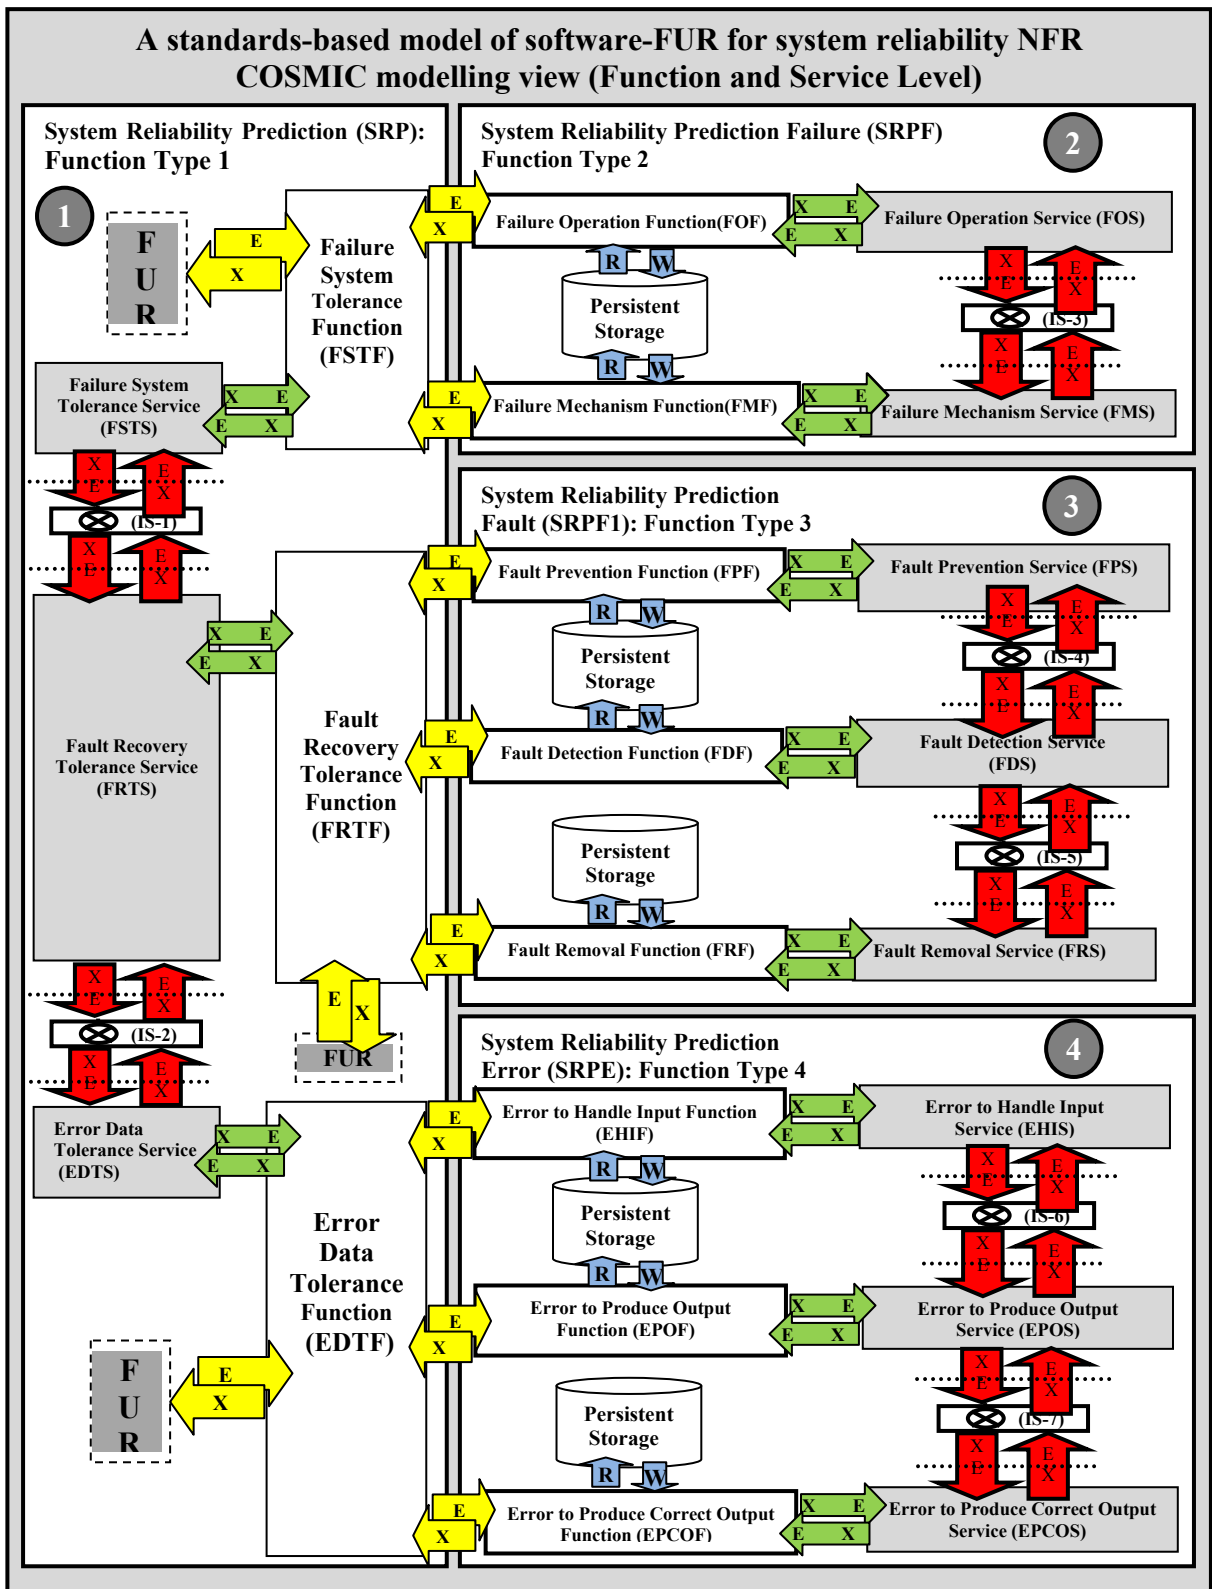 A standards-based model of software-FUR for system reliability NFR
COSMIC modelling view (Function and Service Level)
System Reliability Prediction (SRP):
Function Type 1
1
F
U
R
E
X
Failure
System
Tolerance
Function
(FSTF)
E
X
E
X
Failure System
Tolerance Service
(FSTS)
X E
E X
X
E
E
X
(IS-1)
X
E
E
X
Fault Recovery
Tolerance Service
(FRTS)
X E
E X
Fault
Recovery
Tolerance
Function
(FRTF)
E
X
E
X
E
X
E
X
FUR
X
E
E
X
(IS-2)
X
E
E
X
Error Data
Tolerance Service
(EDTS)
X E
E X
Error
Data
Tolerance
Function
(EDTF)
E
X
E
X
E
X
F
U
R
E
X
System Reliability Prediction Failure (SRPF)
Function Type 2
2
Failure Operation Function(FOF)
X E
E X
Failure Operation Service (FOS)
R W
Persistent
Storage
R W
X
E
E
X
(IS-3)
X
E
E
X
Failure Mechanism Function(FMF)
X E
E X
Failure Mechanism Service (FMS)
System Reliability Prediction
Fault (SRPF1): Function Type 3
3
Fault Prevention Function (FPF)
X E
E X
Fault Prevention Service (FPS)
R W
Persistent
Storage
R W
X
E
E
X
(IS-4)
X
E
E
X
Fault Detection Function (FDF)
X E
E X
Fault Detection Service
(FDS)
Persistent
Storage
R W
X
E
E
X
(IS-5)
X
E
E
X
Fault Removal Function (FRF)
X E
E X
Fault Removal Service (FRS)
System Reliability Prediction
Error (SRPE): Function Type 4
4
Error to Handle Input Function
(EHIF)
X E
E X
Error to Handle Input
Service (EHIS)
R W
Persistent
Storage
R W
X
E
E
X
(IS-6)
X
E
E
X
Error to Produce Output
Function (EPOF)
X E
E X
Error to Produce Output
Service (EPOS)
Persistent
Storage
R W
X
E
E
X
(IS-7)
X
E
E
X
Error to Produce Correct Output
Function (EPCOF)
X E
E X
Error to Produce Correct Output
Service (EPCOS)